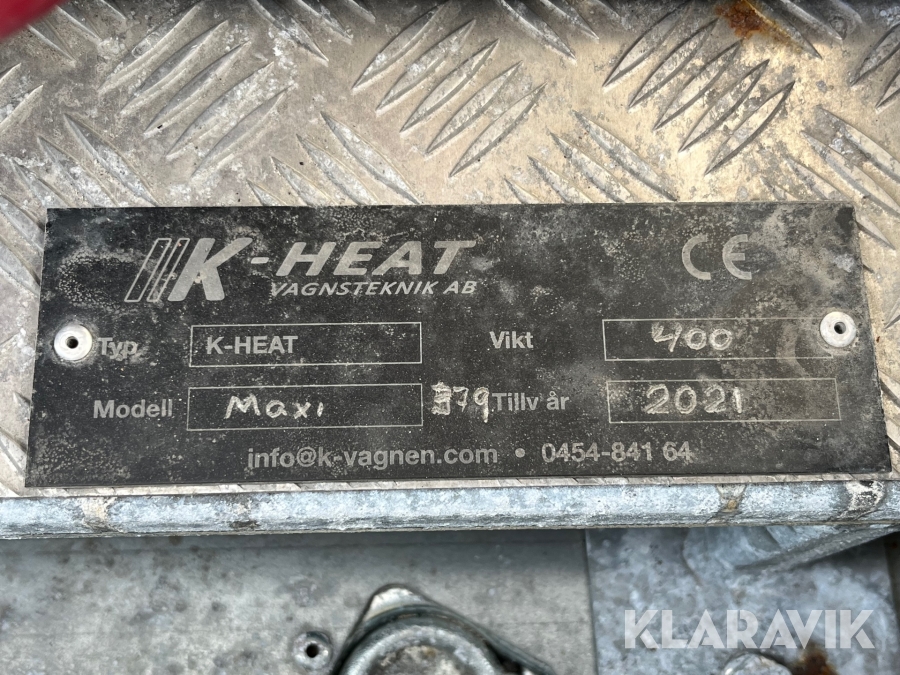 K-HEAT CE
VAGNSTEKNIK AB
Typ K-HEAT Vikt 400
Modell Maxi 379 Tillv år 2021
info@k-vagnen.com • 0454-841 64
KLARAVIK